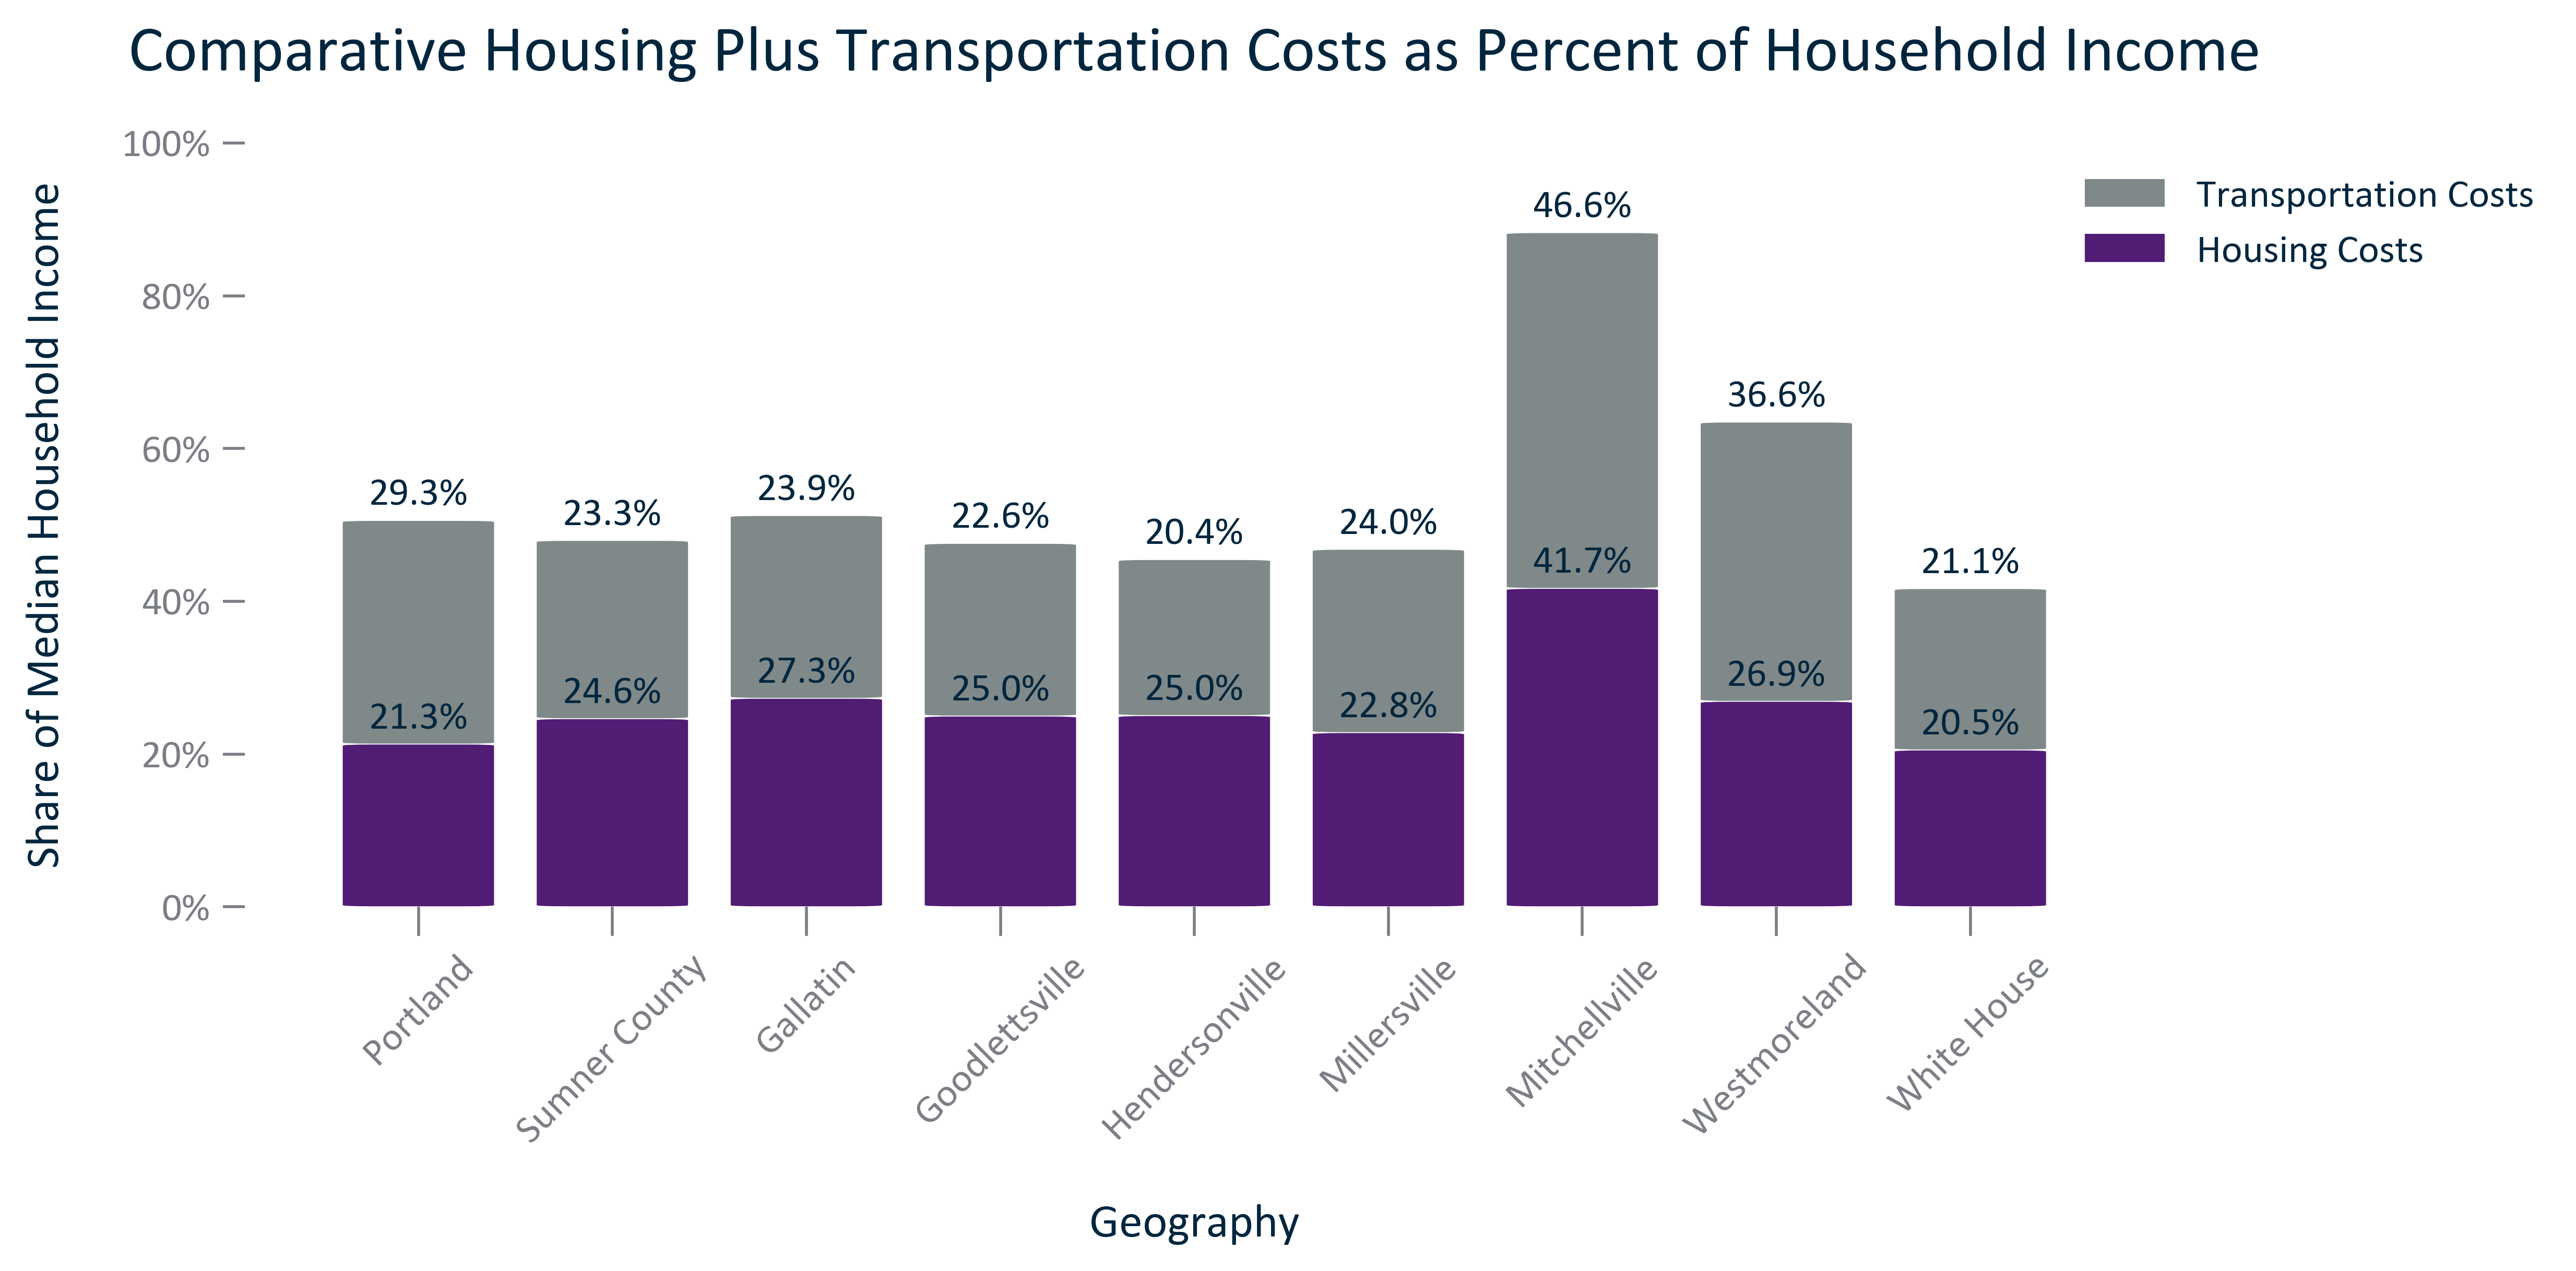 Comparative Housing Plus Transportation Costs as Percent of Household Income
Share of Median Household Income
100%
80%
60%
40%
20%
0%
29.3%
21.3%
23.3%
24.6%
23.9%
27.3%
22.6%
25.0%
20.4%
25.0%
24.0%
22.8%
46.6%
41.7%
36.6%
26.9%
21.1%
20.5%
Transportation Costs
Housing Costs
Portland
Sumner County
Gallatin
Goodlettsville
Hendersonville
Millersville
Mitchellville
Westmoreland
White House
Geography